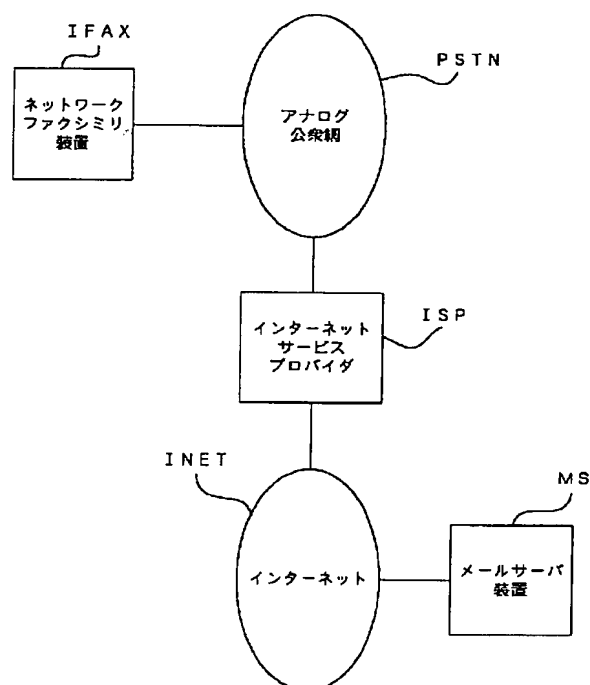 IFAX
PSTN
ネットワーク
ファクシミリ
装置
アナログ
公衆網
インターネット
サービス
プロバイダ
ISP
INET
MS
インターネット
メールサーバ
装置